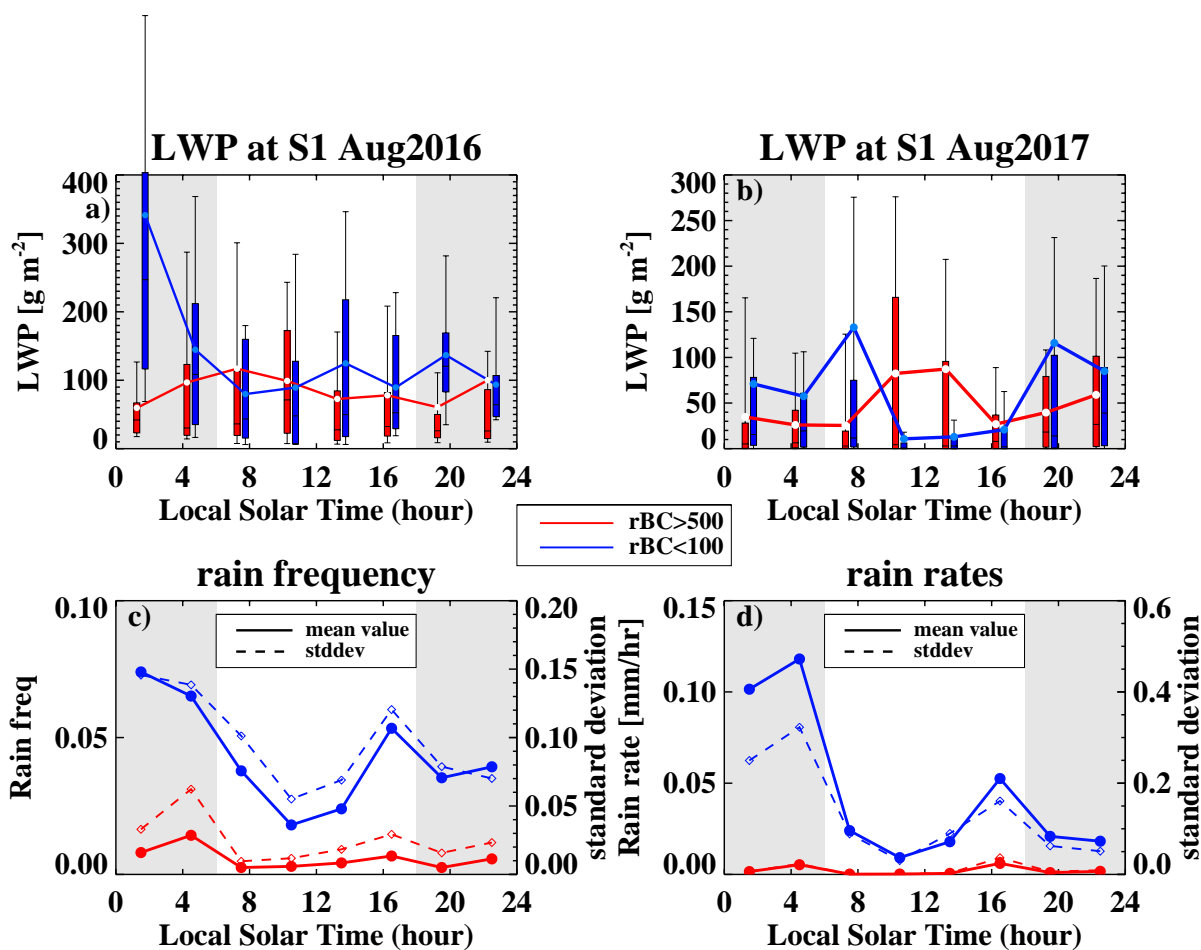 LWP at S1 Aug2016
LWP at S1 Aug2017
a)
400
300
200
100
0
LWP [g m-2]
0 4 8 12 16 20 24
Local Solar Time (hour)
b)
300
250
200
150
100
50
0
LWP [g m-2]
0 4 8 12 16 20 24
Local Solar Time (hour)
rBC>500
rBC<100
rain frequency
rain rates
c)
mean value
stddev
0.10
0.05
0.00
Rain freq
0.20
0.15
0.10
0.05
0.00
standard deviation
0 4 8 12 16 20 24
Local Solar Time (hour)
d)
mean value
stddev
0.15
0.10
0.05
0.00
Rain rate [mm/hr]
0.6
0.4
0.2
0.0
standard deviation
0 4 8 12 16 20 24
Local Solar Time (hour)